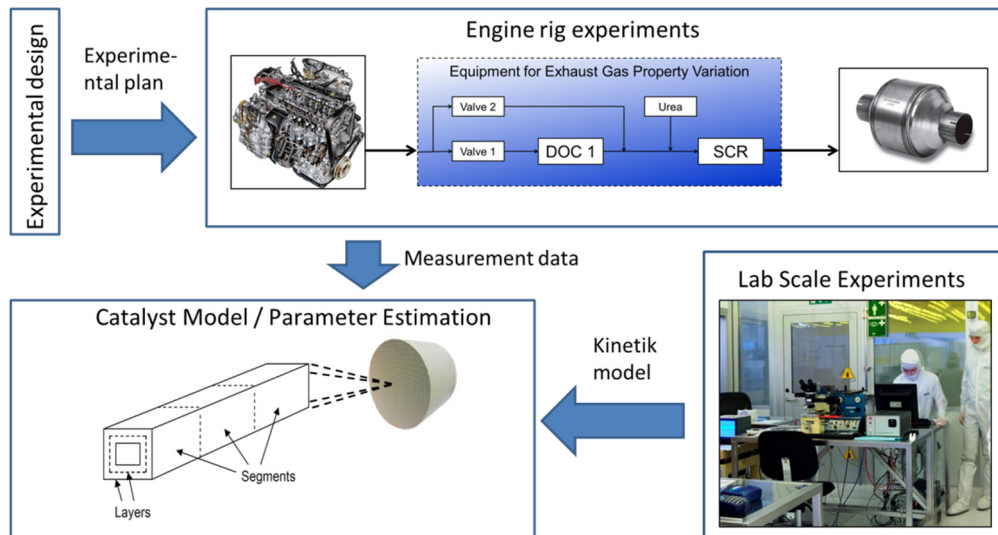 Experimental design
Experime-
ntal plan
Engine rig experiments
Equipment for Exhaust Gas Property Variation
Valve 2
Urea
Valve 1
DOC 1
SCR
Measurement data
Lab Scale Experiments
Catalyst Model / Parameter Estimation
Kinetik
model
Segments
Layers